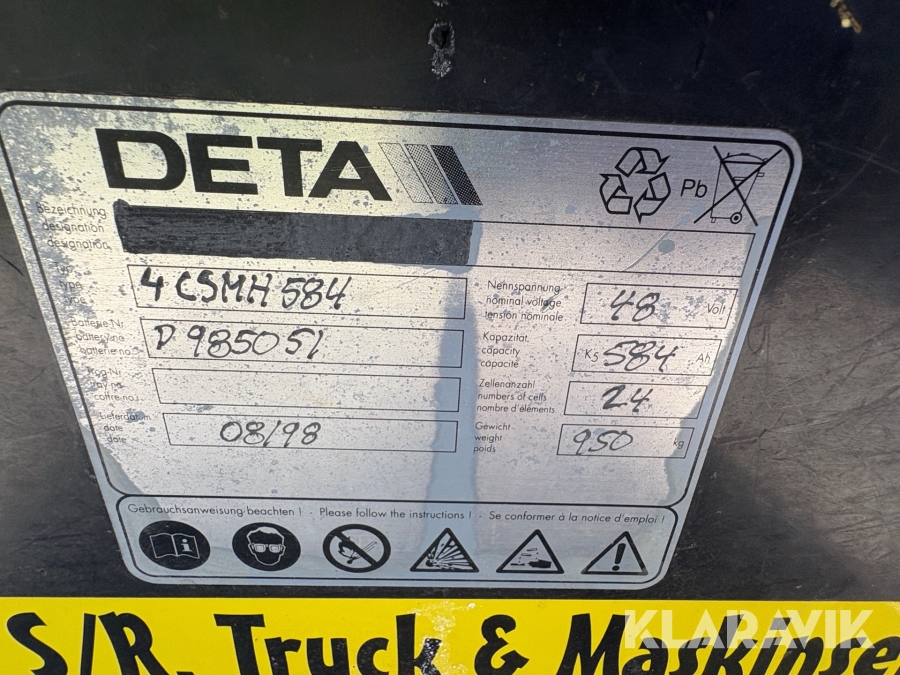 DETA
Pb
Bezeichnung
designation
désignation
Typ
type
type
4 CSMH 584
Nennspannung
nominal voltage
tension nominale
48 Volt
Batterie Nr.
battery-no
batterie no.
D 985051
Kapazität
capacity
capacité
K5 584 Ah
Trog-Nr.
tray no.
coffre no.
Zellenanzahl
numbers of cells
nombre d'éléments
24
Lieferdatum
date
date
08/98
Gewicht
weight
poids
950 kg
Gebrauchsanweisung beachten ! - Please follow the instructions ! - Se conformer à la notice d'emploi !
S/R. Truck & Maskinse
KLARAVIK